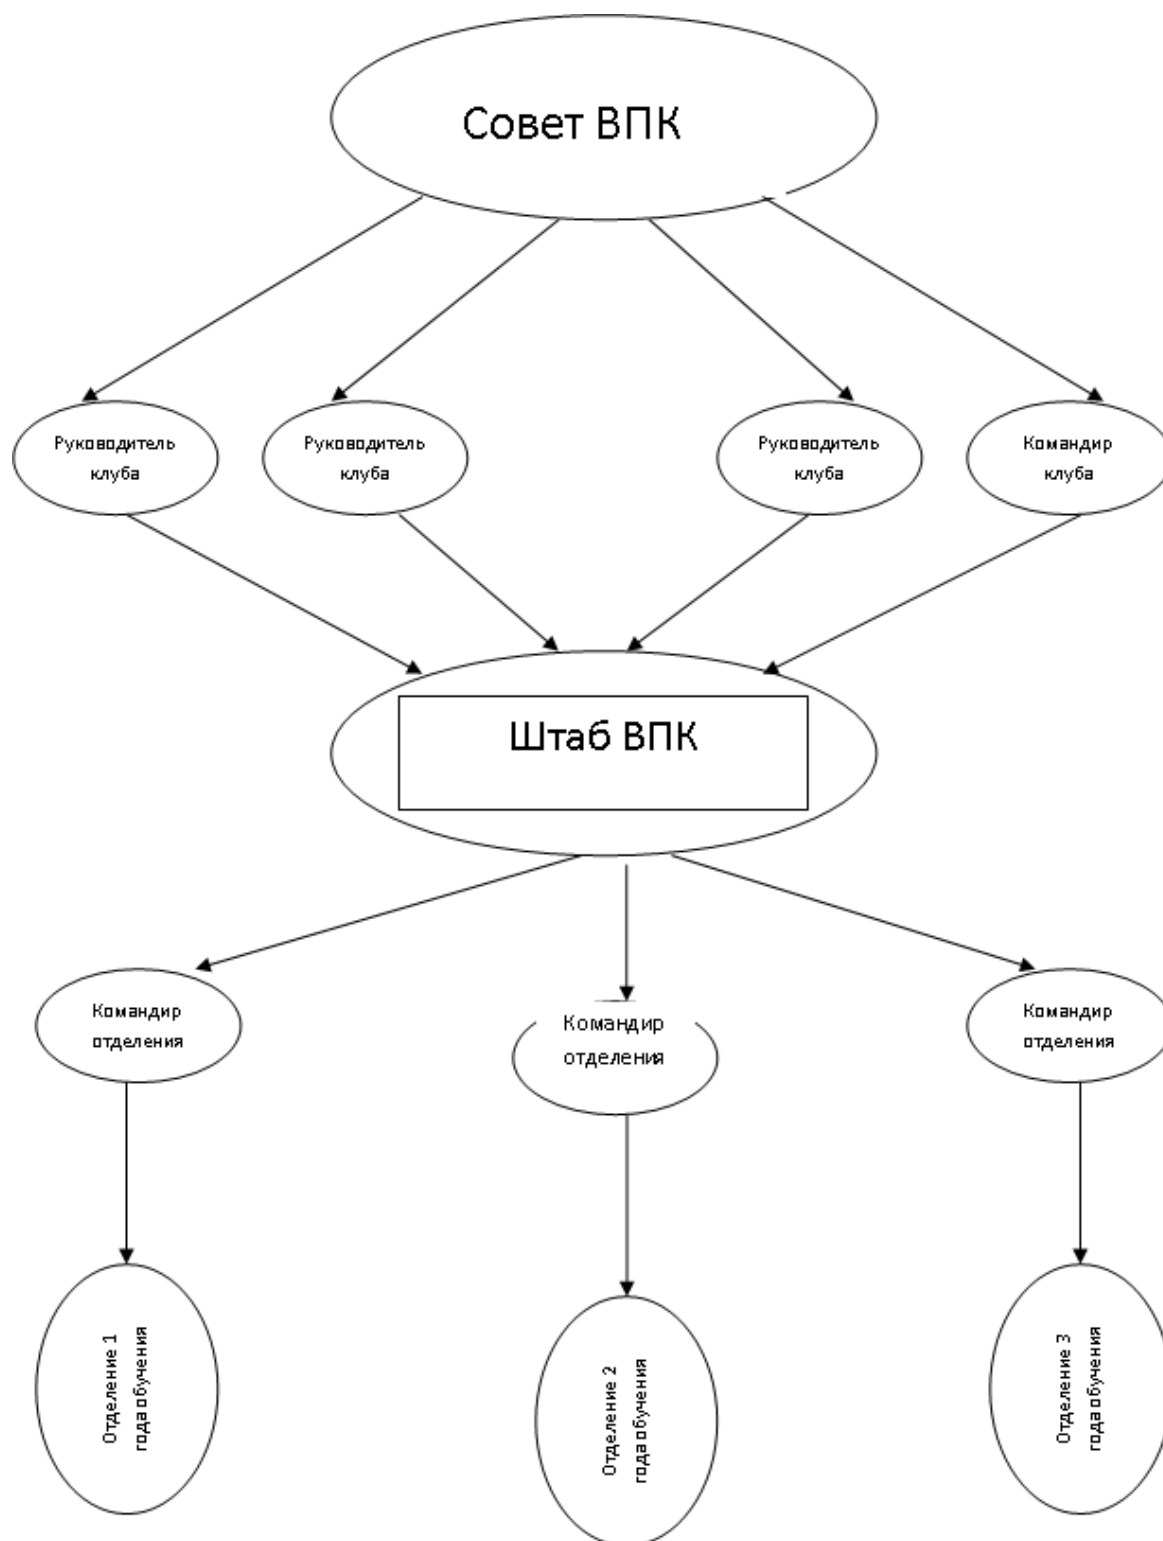 Совет ВПК
Руководитель
клуба
Руководитель
клуба
Руководитель
клуба
Командир
клуба
Штаб ВПК
Командир
отделения
Командир
отделения
Командир
отделения
Отделение 1
года обучения
Отделение 2
года обучения
Отделение 3
года обучения